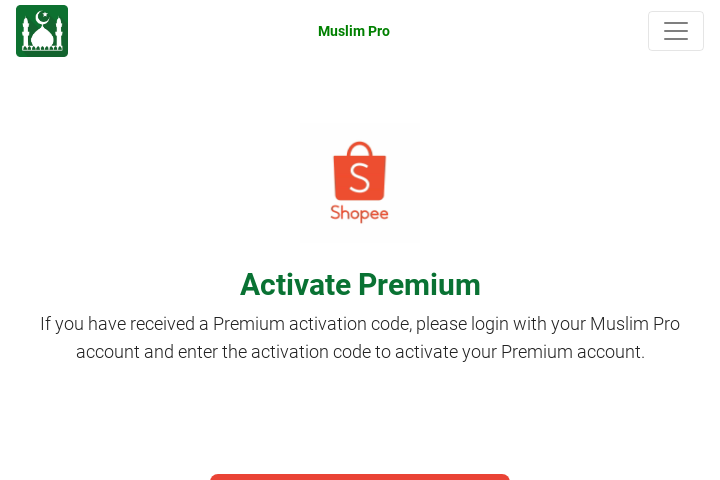 Muslim Pro
S
Shopee
Activate Premium
If you have received a Premium activation code, please login with your Muslim Pro
account and enter the activation code to activate your Premium account.